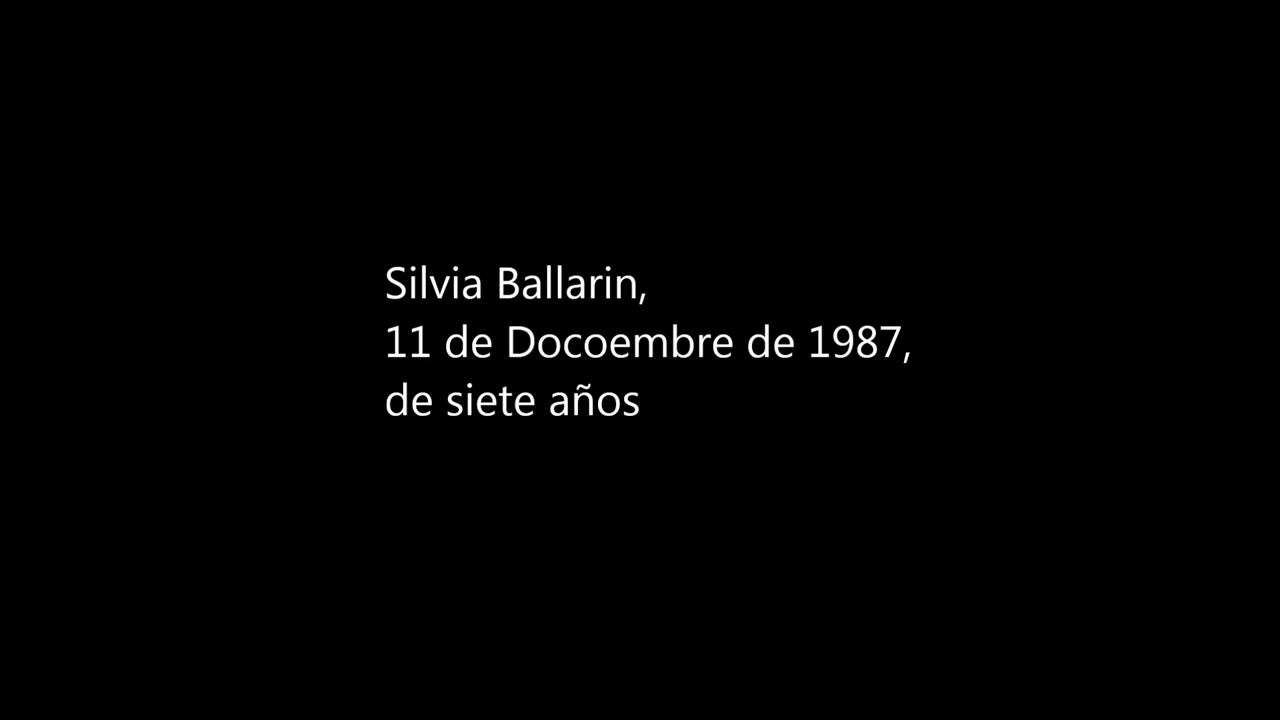 Silvia Ballarin,
11 de Docoembre de 1987,
de siete años